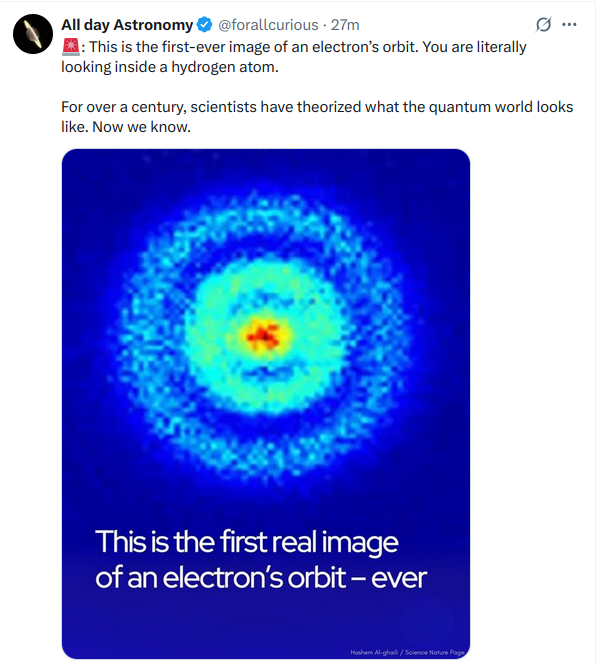 All day Astronomy @forallcurious · 27m
🚨: This is the first-ever image of an electron’s orbit. You are literally
looking inside a hydrogen atom.
For over a century, scientists have theorized what the quantum world looks
like. Now we know.
This is the first real image
of an electron’s orbit – ever
Hashem Al-ghaili / Science Nature Page